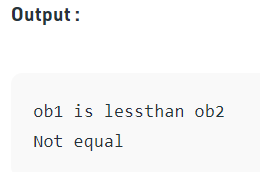 Output :
ob1 is lessthan ob2
Not equal